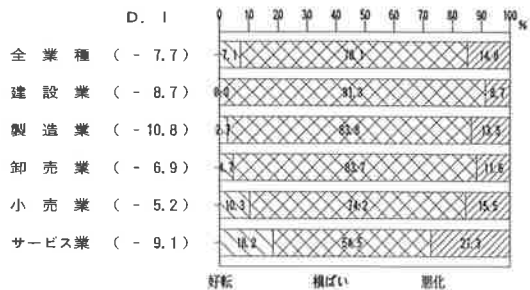 D. I
0 10 20 30 40 50 60 70 80 90 100
%
全業種 (- 7.7) 7.1 78.1 14.8
建設業 (- 8.7) 0.0 91.3 8.7
製造業 (-10.8) 2.7 83.8 13.5
卸売業 (- 6.9) 4.7 83.7 11.6
小売業 (- 5.2) 10.3 74.2 15.5
サービス業 (- 9.1) 18.2 54.5 27.3
好転 横ばい 悪化